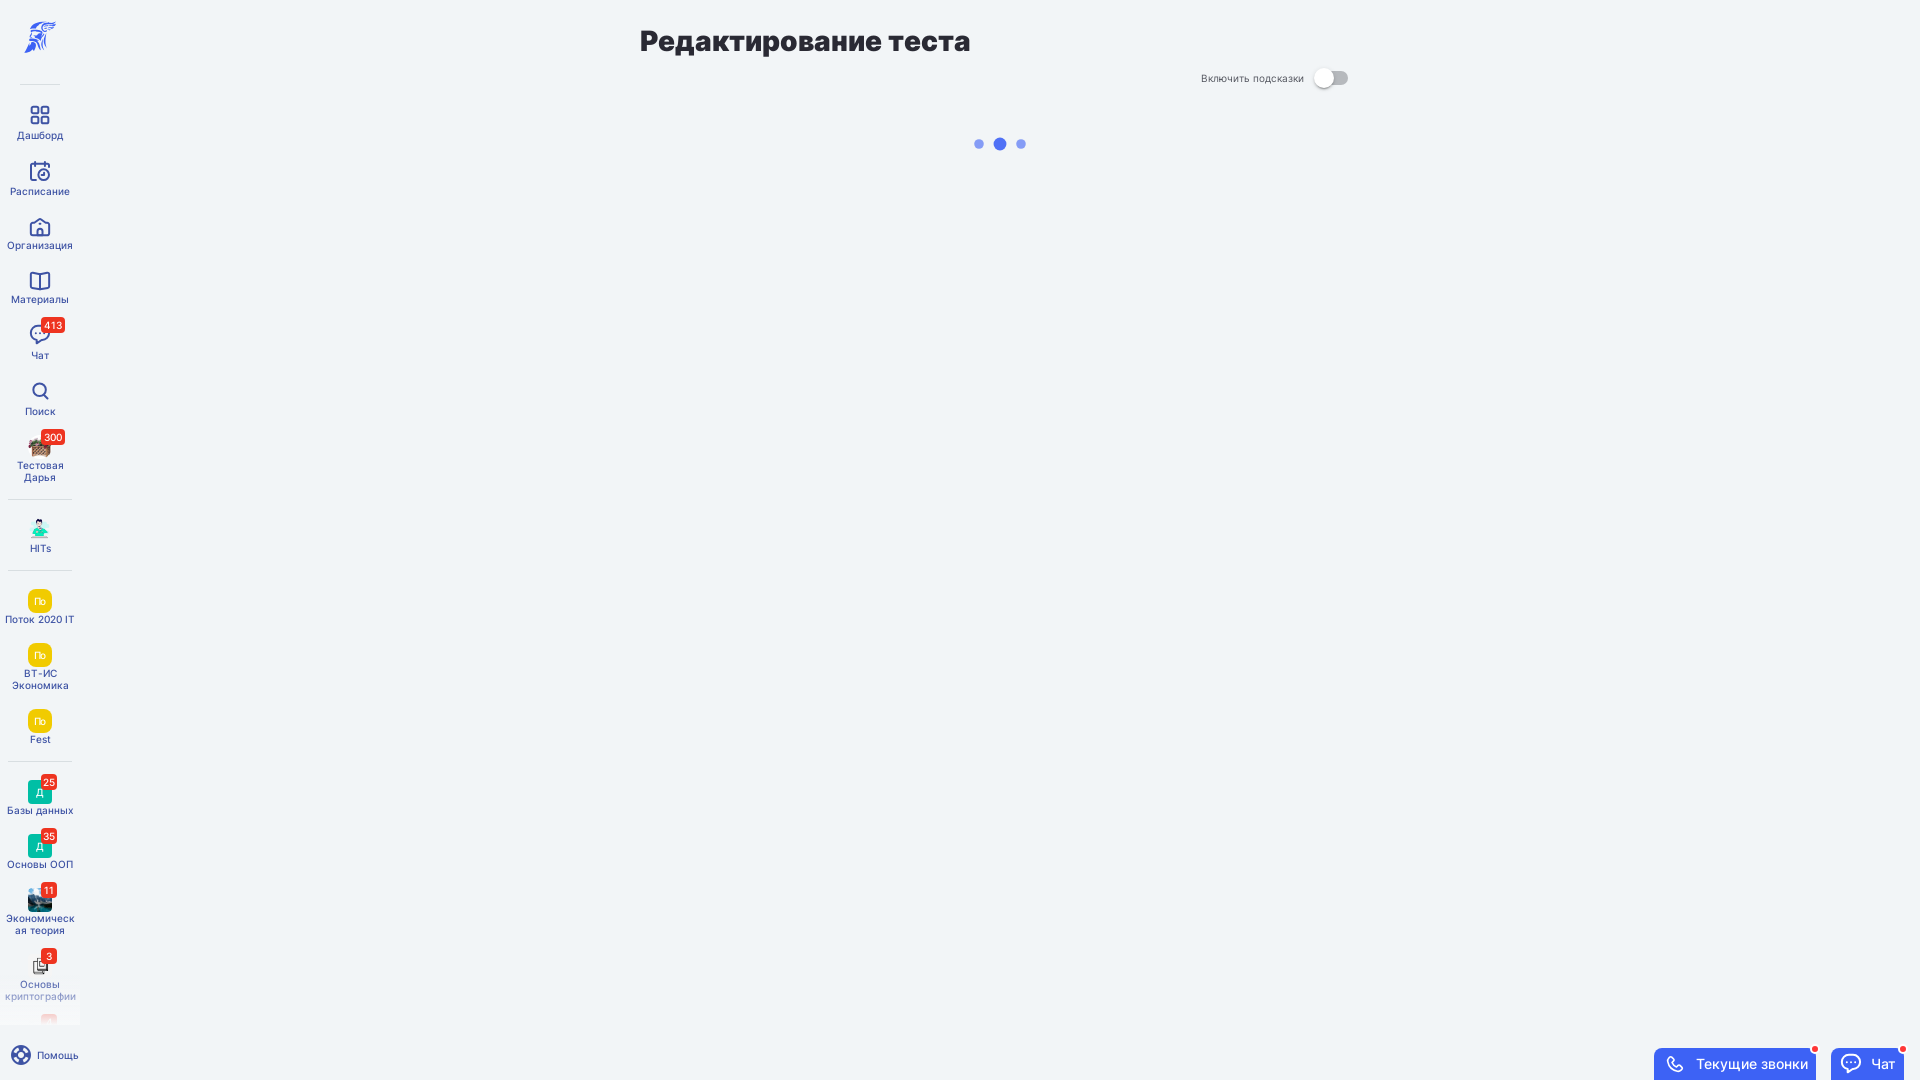 Редактирование теста
Включить подсказки
Дашборд
Расписание
Организация
Материалы
413
Чат
Поиск
300
Тестовая
Дарья
HITs
По
Поток 2020 IT
По
ВТ-ИС
Экономика
По
Fest
25
Д
Базы данных
35
Д
Основы ООП
11
Экономическ
ая теория
3
Основы
криптографии
Помощь
Текущие звонки
Чат